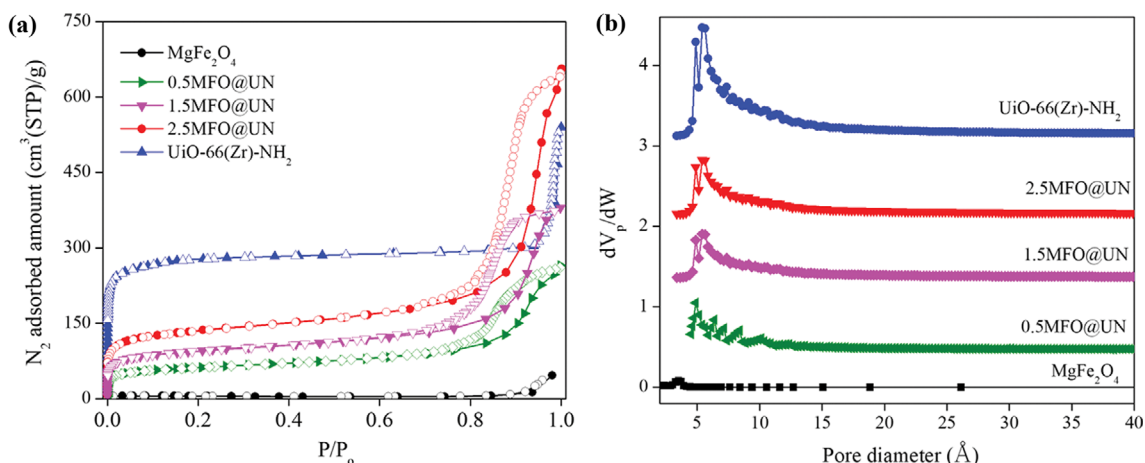 (a)
750
600
450
300
150
0
N₂ adsorbed amount (cm³(STP)/g)
MgFe₂O₄
0.5MFO@UN
1.5MFO@UN
2.5MFO@UN
UiO-66(Zr)-NH₂
0.0 0.2 0.4 0.6 0.8 1.0
P/P₀
(b)
4
3
2
1
0
dVₚ/dW
UiO-66(Zr)-NH₂
2.5MFO@UN
1.5MFO@UN
0.5MFO@UN
MgFe₂O₄
5 10 15 20 25 30 35 40
Pore diameter (Å)